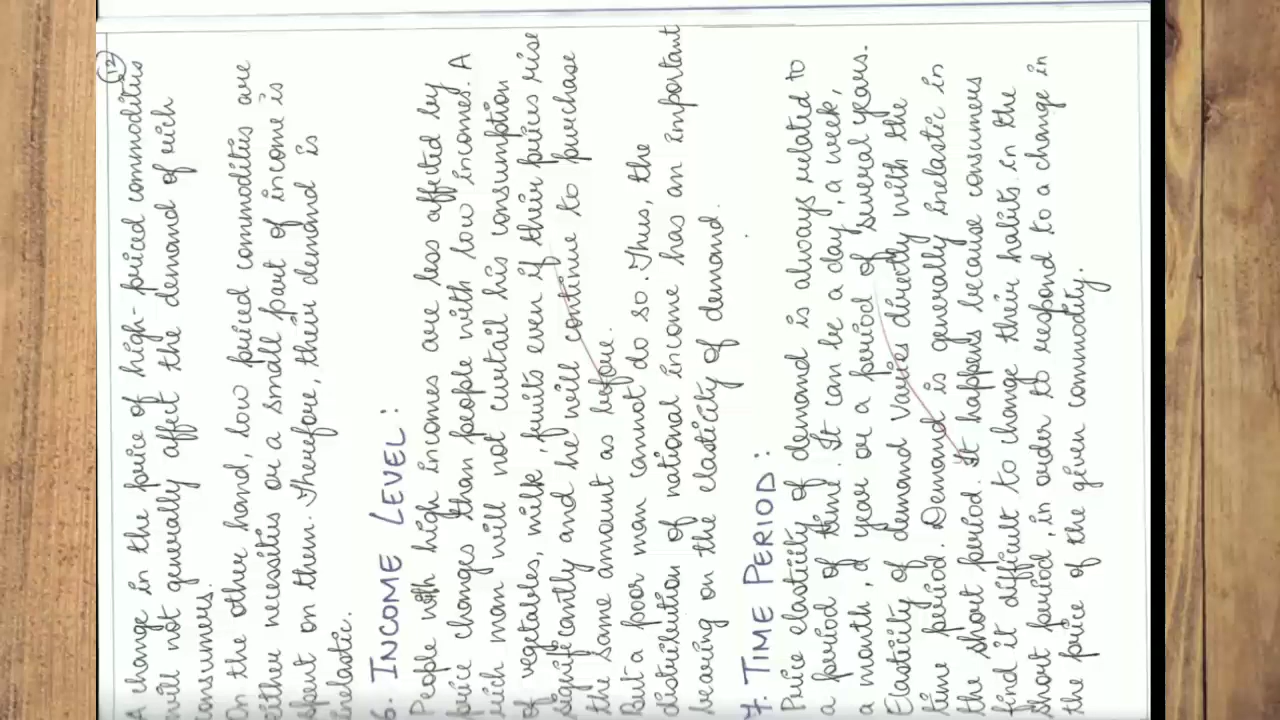 12
A change in the price of high-priced commodities
will not generally affect the demand of rich
consumers.
On the other hand, low priced commodities are
either necessities or a small part of income is
spent on them. Therefore, their demand is
inelastic.
6. INCOME LEVEL:
People with high incomes are less affected by
price changes than people with low incomes. A
rich man will not curtail his consumption
of vegetables, milk, fruits even if their prices rise
significantly and he will continue to purchase
the same amount as before.
But a poor man cannot do so. Thus, the
distribution of national income has an important
bearing on the elasticity of demand.
7. TIME PERIOD:
Price elasticity of demand is always related to
a period of time. It can be a day, a week,
a month, a year or a period of several years.
Elasticity of demand Varies directly with the
time period. Demand is generally inelastic in
the short period. It happens because consumers
find it difficult to change their habits, in the
short period, in order to respond to a change in
the price of the given commodity.